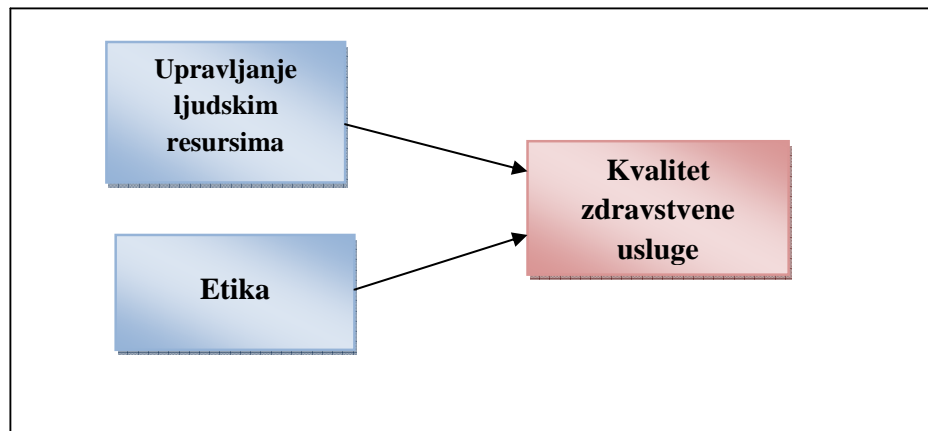 Upravljanje
ljudskim
resursima
Etika
Kvalitet
zdravstvene
usluge